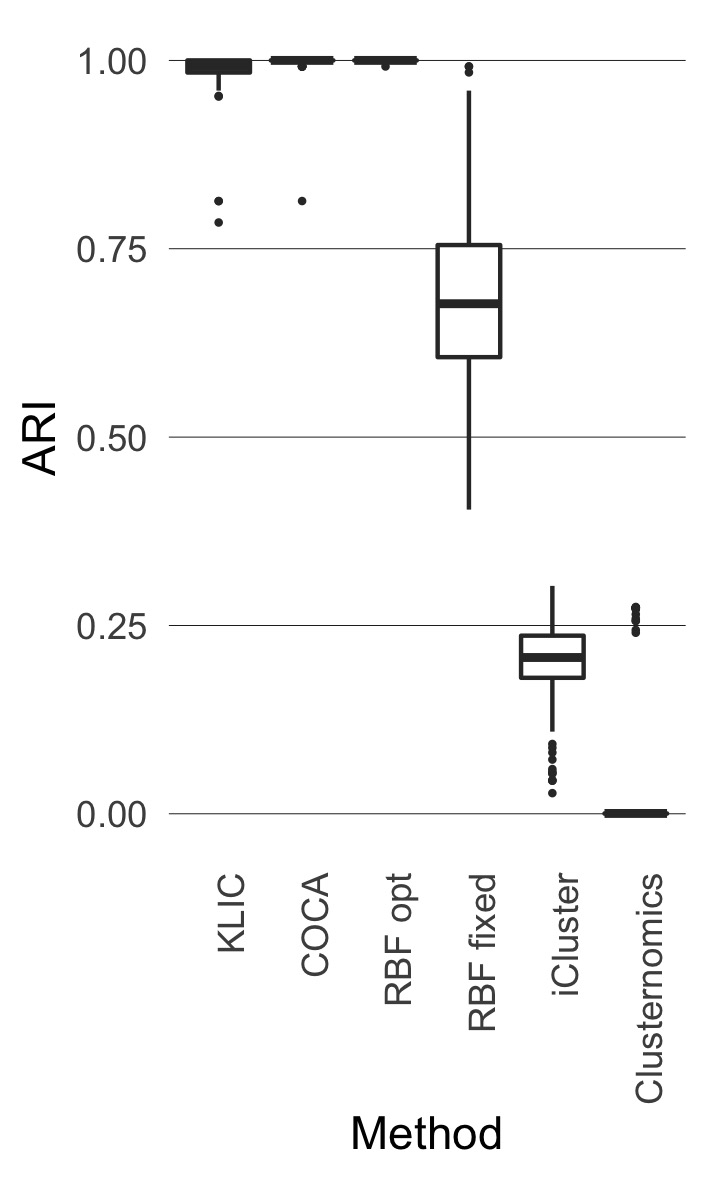 1.00
0.75
0.50
0.25
0.00
ARI
KLIC
COCA
RBF opt
RBF fixed
iCluster
Clusternomics
Method